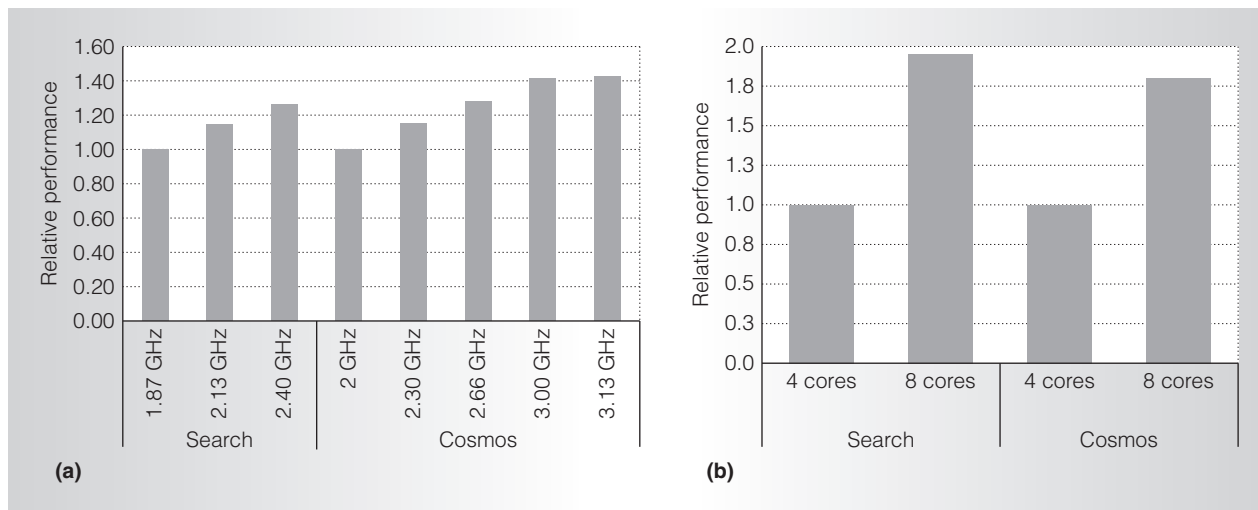 Relative performance
1.60
1.40
1.20
1.00
0.80
0.60
0.40
0.20
0.00
1.87 GHz
2.13 GHz
2.40 GHz
2 GHz
2.30 GHz
2.66 GHz
3.00 GHz
3.13 GHz
Search
Cosmos
(a)
Relative performance
2.0
1.8
1.5
1.3
1.0
0.8
0.5
0.3
0.0
4 cores
8 cores
4 cores
8 cores
Search
Cosmos
(b)